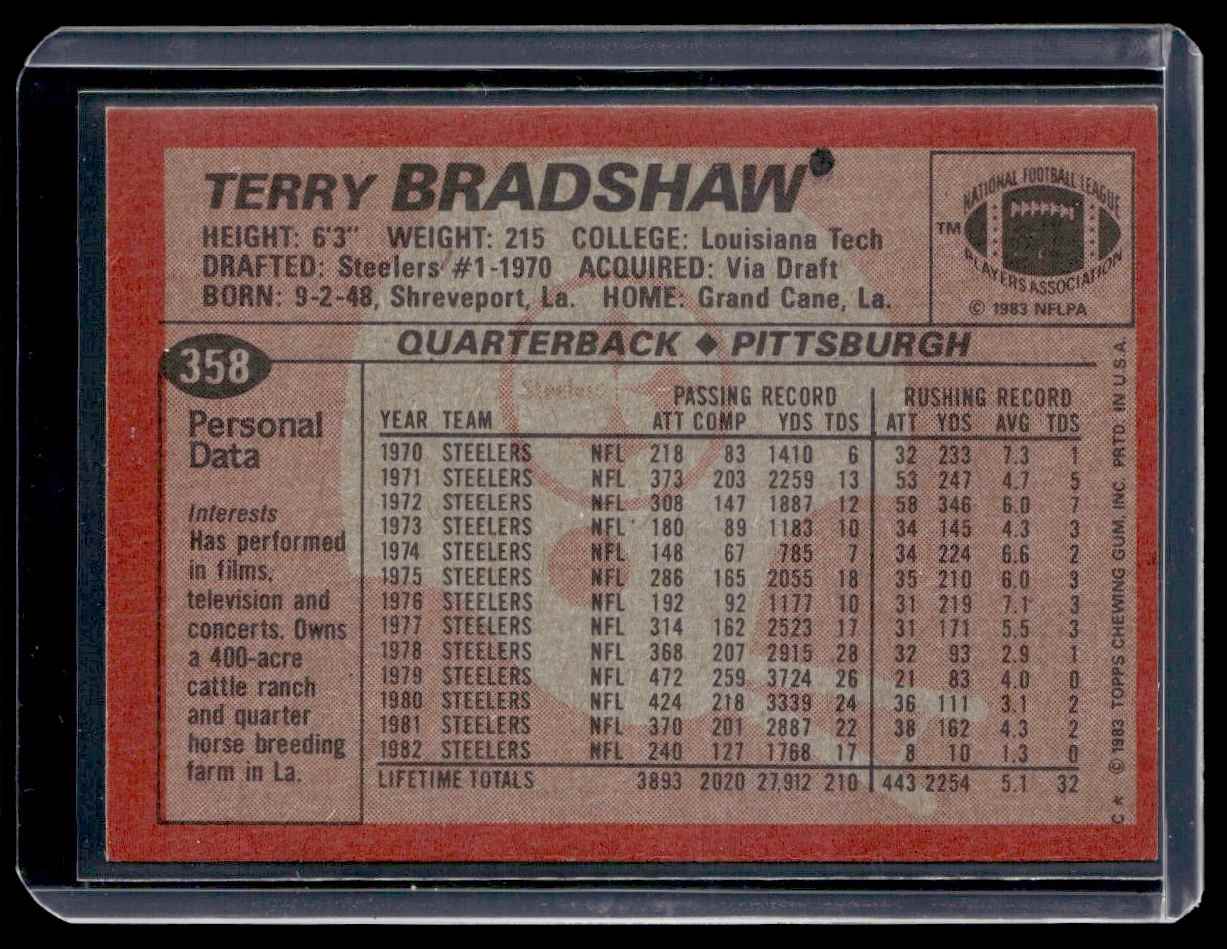 TERRY BRADSHAW
HEIGHT: 6'3" WEIGHT: 215 COLLEGE: Louisiana Tech
DRAFTED: Steelers #1-1970 ACQUIRED: Via Draft
BORN: 9-2-48, Shreveport, La. HOME: Grand Cane, La.
NATIONAL FOOTBALL LEAGUE
TM
PLAYERS ASSOCIATION
© 1983 NFLPA
358
QUARTERBACK ◆ PITTSBURGH
Steelers
Personal
Data
Interests
Has performed
in films,
television and
concerts. Owns
a 400-acre
cattle ranch
and quarter
horse breeding
farm in La.
PASSING RECORD RUSHING RECORD
YEAR TEAM ATT COMP YDS TDS ATT YDS AVG TDS
1970 STEELERS NFL 218 83 1410 6 32 233 7.3 1
1971 STEELERS NFL 373 203 2259 13 53 247 4.7 5
1972 STEELERS NFL 308 147 1887 12 58 346 6.0 7
1973 STEELERS NFL 180 89 1183 10 34 145 4.3 3
1974 STEELERS NFL 148 67 785 7 34 224 6.6 2
1975 STEELERS NFL 286 165 2055 18 35 210 6.0 3
1976 STEELERS NFL 192 92 1177 10 31 219 7.1 3
1977 STEELERS NFL 314 162 2523 17 31 171 5.5 3
1978 STEELERS NFL 368 207 2915 28 32 93 2.9 1
1979 STEELERS NFL 472 259 3724 26 21 83 4.0 0
1980 STEELERS NFL 424 218 3339 24 36 111 3.1 2
1981 STEELERS NFL 370 201 2887 22 38 162 4.3 2
1982 STEELERS NFL 240 127 1768 17 8 10 1.3 0
LIFETIME TOTALS 3893 2020 27,912 210 443 2254 5.1 32
C* © 1983 TOPPS CHEWING GUM, INC. PRTD. IN U.S.A.